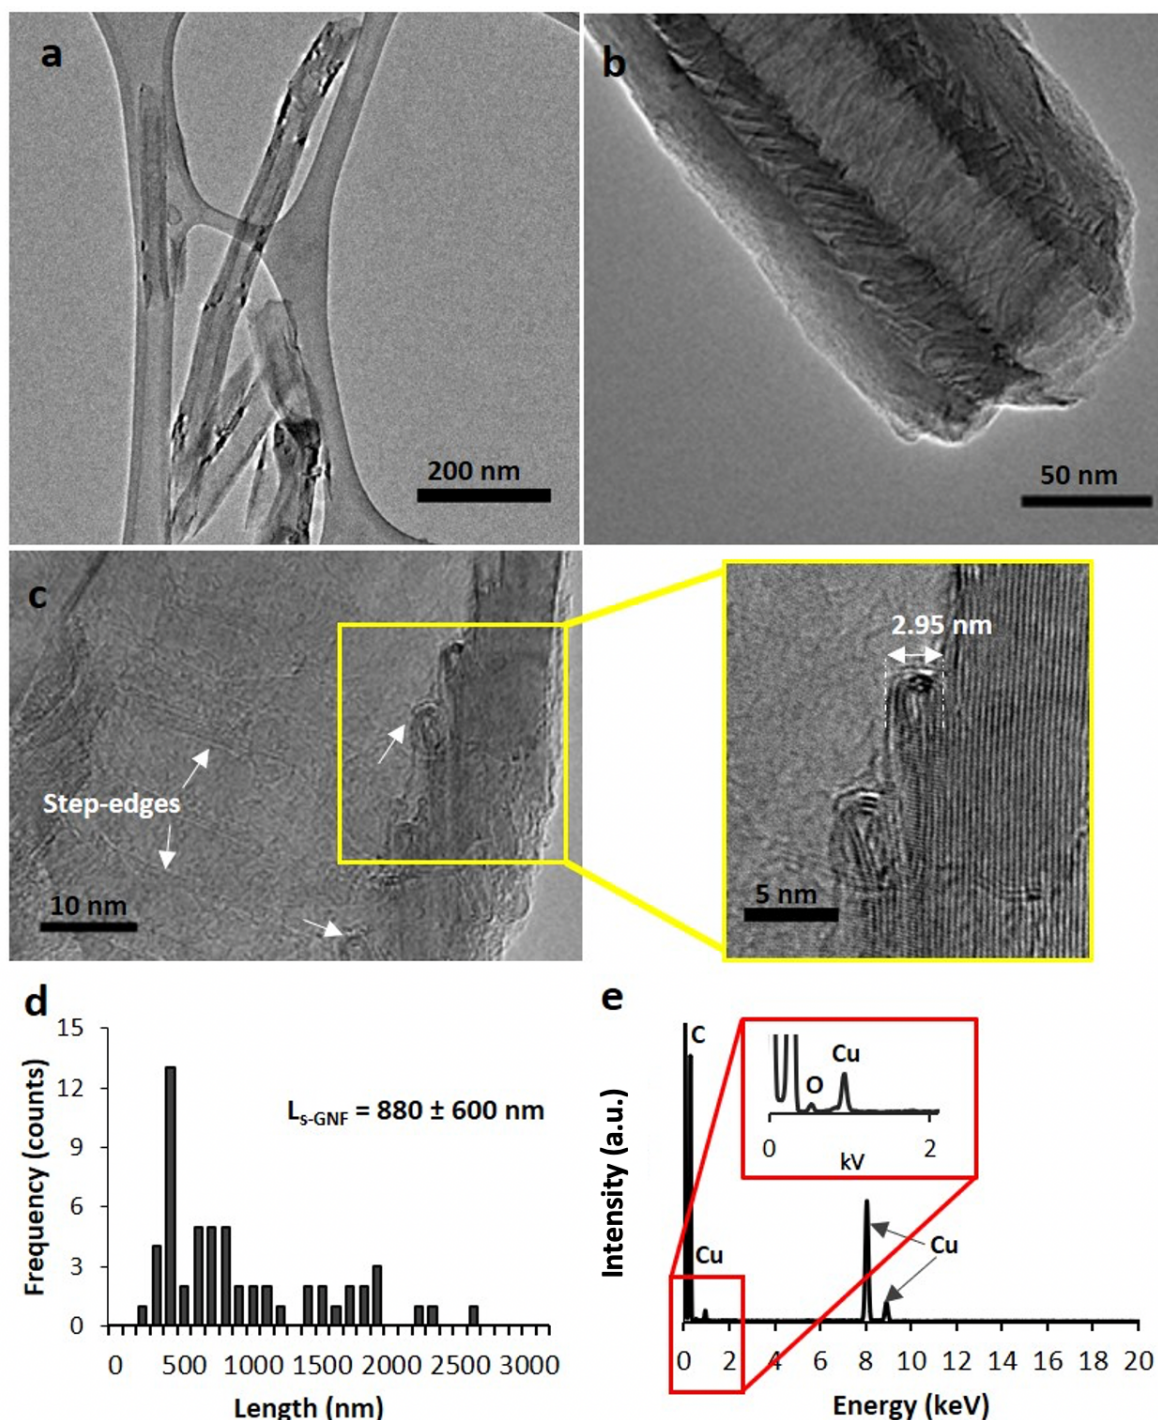 a
200 nm
b
50 nm
c
Step-edges
10 nm
2.95 nm
5 nm
d
15
12
9
6
3
0
Frequency (counts)
L s-GNF = 880 ± 600 nm
0 500 1000 1500 2000 2500 3000
Length (nm)
e
Intensity (a.u.)
C
Cu
O
Cu
0 2
kV
Cu
0 2 4 6 8 10 12 14 16 18 20
Energy (keV)